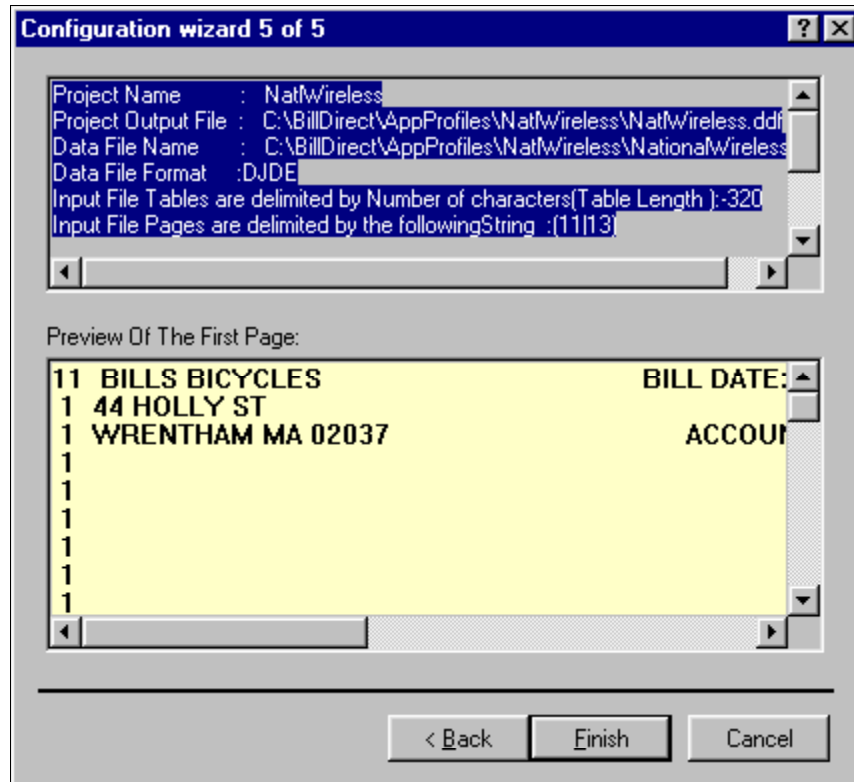 Configuration wizard 5 of 5
Project Name : NatlWireless
Project Output File : C:\BillDirect\AppProfiles\NatlWireless\NatlWireless.ddf
Data File Name : C:\BillDirect\AppProfiles\NatlWireless\NationalWireless
Data File Format :DJDE
Input File Tables are delimited by Number of characters(Table Length ):-320
Input File Pages are delimited by the followingString :(11|13)
Preview Of The First Page:
11 BILLS BICYCLES BILL DATE:
1 44 HOLLY ST
1 WRENTHAM MA 02037 ACCOUN
1
1
1
1
1
1
< Back Finish Cancel